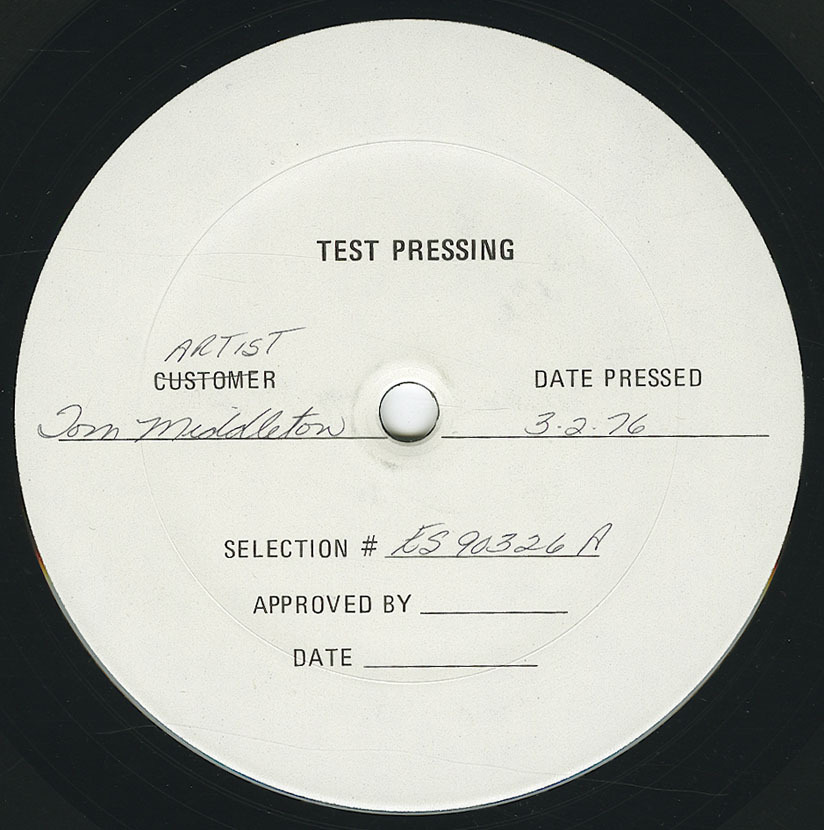 TEST PRESSING
ARTIST
CUSTOMER DATE PRESSED
Tom Middleton 3-2-76
SELECTION # ES 90326 A
APPROVED BY
DATE